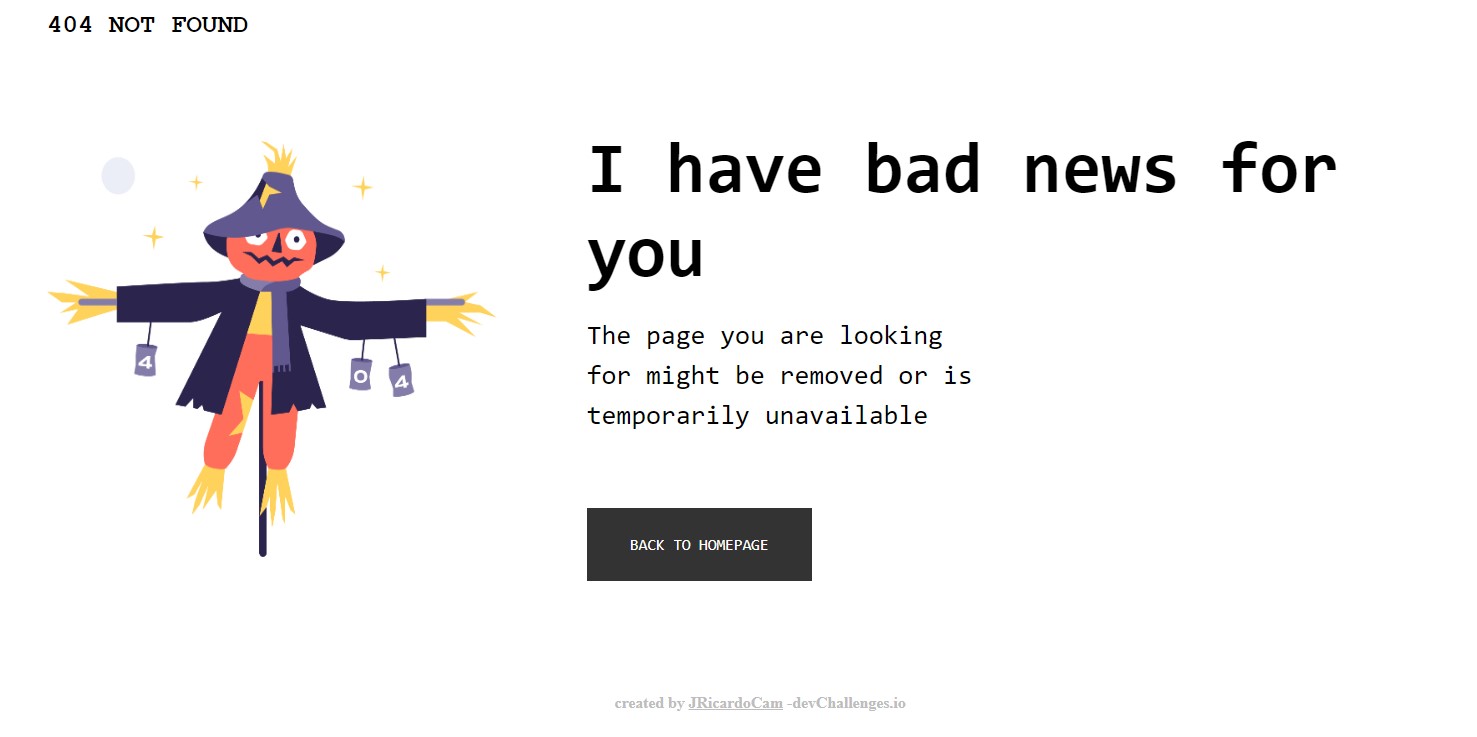 404 NOT FOUND
I have bad news for
you
The page you are looking
for might be removed or is
temporarily unavailable
4
0
4
BACK TO HOMEPAGE
created by JRicardoCam -devChallenges.io